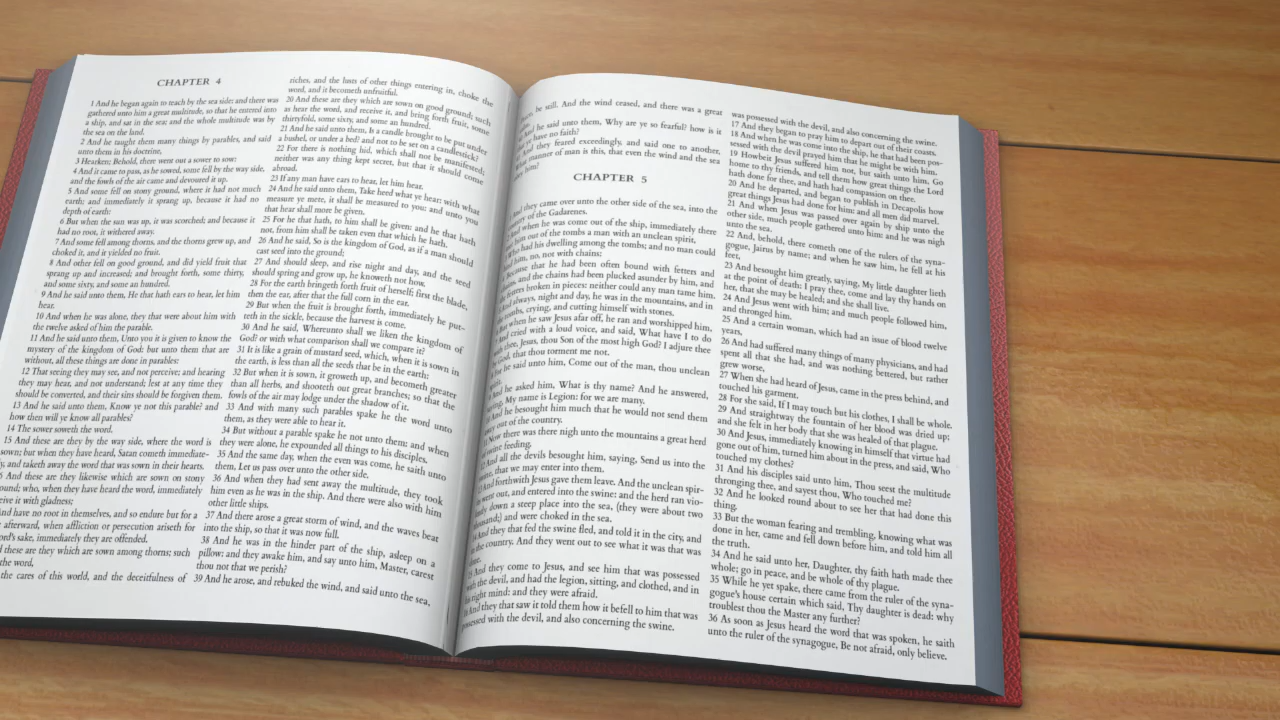 CHAPTER 4
1 And he began again to teach by the sea side: and there was
gathered unto him a great multitude, so that he entered into
a ship, and sat in the sea; and the whole multitude was by
the sea on the land.
2 And he taught them many things by parables, and said
unto them in his doctrine,
3 Hearken; Behold, there went out a sower to sow:
4 And it came to pass, as he sowed, some fell by the way side,
and the fowls of the air came and devoured it up.
5 And some fell on stony ground, where it had not much
earth; and immediately it sprang up, because it had no
depth of earth:
6 But when the sun was up, it was scorched; and because it
had no root, it withered away.
7 And some fell among thorns, and the thorns grew up, and
choked it, and it yielded no fruit.
8 And other fell on good ground, and did yield fruit that
sprang up and increased; and brought forth, some thirty,
and some sixty, and some an hundred.
9 And he said unto them, He that hath ears to hear, let him
hear.
10 And when he was alone, they that were about him with
the twelve asked of him the parable.
11 And he said unto them, Unto you it is given to know the
mystery of the kingdom of God: but unto them that are
without, all these things are done in parables:
12 That seeing they may see, and not perceive; and hearing
they may hear, and not understand; lest at any time they
should be converted, and their sins should be forgiven them.
13 And he said unto them, Know ye not this parable? and
how then will ye know all parables?
14 The sower soweth the word.
15 And these are they by the way side, where the word is
sown; but when they have heard, Satan cometh immediate-
and taketh away the word that was sown in their hearts.
And these are they likewise which are sown on stony
who, when they have heard the word, immediately
it with gladness;
have no root in themselves, and so endure but for a
afterward, when affliction or persecution ariseth for
sake, immediately they are offended.
these are they which are sown among thorns; such
the word,
the cares of this world, and the deceitfulness of
riches, and the lusts of other things entering in, choke the
word, and it becometh unfruitful.
20 And these are they which are sown on good ground; such
as hear the word, and receive it, and bring forth fruit, some
thirtyfold, some sixty, and some an hundred.
21 And he said unto them, Is a candle brought to be put under
a bushel, or under a bed? and not to be set on a candlestick?
22 For there is nothing hid, which shall not be manifested;
neither was any thing kept secret, but that it should come
abroad.
23 If any man have ears to hear, let him hear.
24 And he said unto them, Take heed what ye hear: with what
measure ye mete, it shall be measured to you: and unto you
that hear shall more be given.
25 For he that hath, to him shall be given: and he that hath
not, from him shall be taken even that which he hath.
26 And he said, So is the kingdom of God, as if a man should
cast seed into the ground;
27 And should sleep, and rise night and day, and the seed
should spring and grow up, he knoweth not how.
28 For the earth bringeth forth fruit of herself; first the blade,
then the ear, after that the full corn in the ear.
29 But when the fruit is brought forth, immediately he put-
teth in the sickle, because the harvest is come.
30 And he said, Whereunto shall we liken the kingdom of
God? or with what comparison shall we compare it?
31 It is like a grain of mustard seed, which, when it is sown in
the earth, is less than all the seeds that be in the earth:
32 But when it is sown, it groweth up, and becometh greater
than all herbs, and shooteth out great branches; so that the
fowls of the air may lodge under the shadow of it.
33 And with many such parables spake he the word unto
them, as they were able to hear it.
34 But without a parable spake he not unto them: and when
they were alone, he expounded all things to his disciples.
35 And the same day, when the even was come, he saith unto
them, Let us pass over unto the other side.
36 And when they had sent away the multitude, they took
him even as he was in the ship. And there were also with him
other little ships.
37 And there arose a great storm of wind, and the waves beat
into the ship, so that it was now full.
38 And he was in the hinder part of the ship, asleep on a
pillow: and they awake him, and say unto him, Master, carest
thou not that we perish?
39 And he arose, and rebuked the wind, and said unto the sea,
be still. And the wind ceased, and there was a great
he said unto them, Why are ye so fearful? how is it
have no faith?
they feared exceedingly, and said one to another,
manner of man is this, that even the wind and the sea
him?
CHAPTER 5
they came over unto the other side of the sea, into the
of the Gadarenes.
when he was come out of the ship, immediately there
him out of the tombs a man with an unclean spirit,
had his dwelling among the tombs; and no man could
him, no, not with chains:
Because that he had been often bound with fetters and
and the chains had been plucked asunder by him, and
broken in pieces: neither could any man tame him.
always, night and day, he was in the mountains, and in
tombs, crying, and cutting himself with stones.
when he saw Jesus afar off, he ran and worshipped him,
cried with a loud voice, and said, What have I to do
thee, Jesus, thou Son of the most high God? I adjure thee
that thou torment me not.
he said unto him, Come out of the man, thou unclean
he asked him, What is thy name? And he answered,
My name is Legion: for we are many.
he besought him much that he would not send them
out of the country.
Now there was there nigh unto the mountains a great herd
swine feeding.
And all the devils besought him, saying, Send us into the
that we may enter into them.
forthwith Jesus gave them leave. And the unclean spir-
out, and entered into the swine: and the herd ran vio-
down a steep place into the sea, (they were about two
and were choked in the sea.
they that fed the swine fled, and told it in the city, and
the country. And they went out to see what it was that was
And they come to Jesus, and see him that was possessed
with the devil, and had the legion, sitting, and clothed, and in
his right mind: and they were afraid.
And they that saw it told them how it befell to him that was
possessed with the devil, and also concerning the swine.
was possessed with the devil, and also concerning the swine.
17 And they began to pray him to depart out of their coasts.
18 And when he was come into the ship, he that had been pos-
sessed with the devil prayed him that he might be with him.
19 Howbeit Jesus suffered him not, but saith unto him, Go
home to thy friends, and tell them how great things the Lord
hath done for thee, and hath had compassion on thee.
20 And he departed, and began to publish in Decapolis how
great things Jesus had done for him: and all men did marvel.
21 And when Jesus was passed over again by ship unto the
other side, much people gathered unto him: and he was nigh
unto the sea.
22 And, behold, there cometh one of the rulers of the syna-
gogue, Jairus by name; and when he saw him, he fell at his
feet,
23 And besought him greatly, saying, My little daughter lieth
at the point of death: I pray thee, come and lay thy hands on
her, that she may be healed; and she shall live.
24 And Jesus went with him; and much people followed him,
and thronged him.
25 And a certain woman, which had an issue of blood twelve
years,
26 And had suffered many things of many physicians, and had
spent all that she had, and was nothing bettered, but rather
grew worse,
27 When she had heard of Jesus, came in the press behind, and
touched his garment.
28 For she said, If I may touch but his clothes, I shall be whole.
29 And straightway the fountain of her blood was dried up;
and she felt in her body that she was healed of that plague.
30 And Jesus, immediately knowing in himself that virtue had
gone out of him, turned him about in the press, and said, Who
touched my clothes?
31 And his disciples said unto him, Thou seest the multitude
thronging thee, and sayest thou, Who touched me?
32 And he looked round about to see her that had done this
thing.
33 But the woman fearing and trembling, knowing what was
done in her, came and fell down before him, and told him all
the truth.
34 And he said unto her, Daughter, thy faith hath made thee
whole; go in peace, and be whole of thy plague.
35 While he yet spake, there came from the ruler of the syna-
gogue's house certain which said, Thy daughter is dead: why
troublest thou the Master any further?
36 As soon as Jesus heard the word that was spoken, he saith
unto the ruler of the synagogue, Be not afraid, only believe.